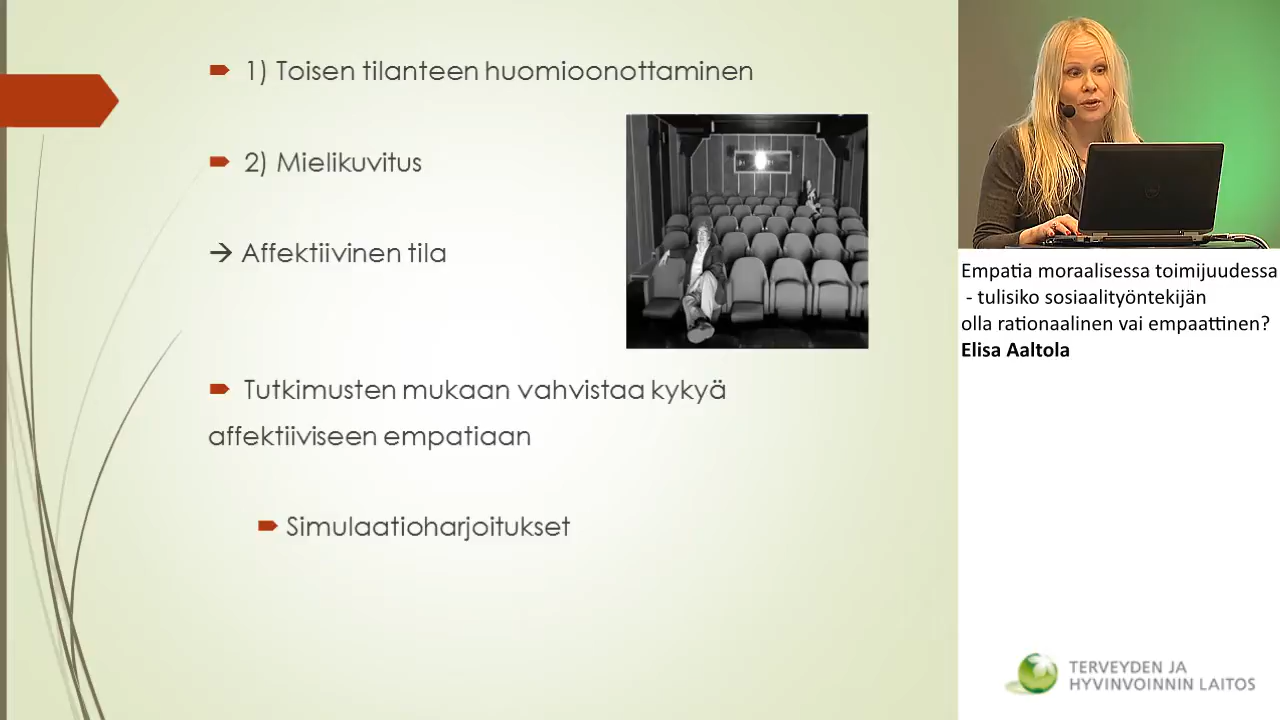 1) Toisen tilanteen huomioonottaminen
2) Mielikuvitus
→ Affektiivinen tila
Tutkimusten mukaan vahvistaa kykyä
affektiiviseen empatiaan
Simulaatioharjoitukset
Empatia moraalisessa toimijuudessa
- tulisiko sosiaalityöntekijän
olla rationaalinen vai empaattinen?
Elisa Aaltola
TERVEYDEN JA
HYVINVOINNIN LAITOS